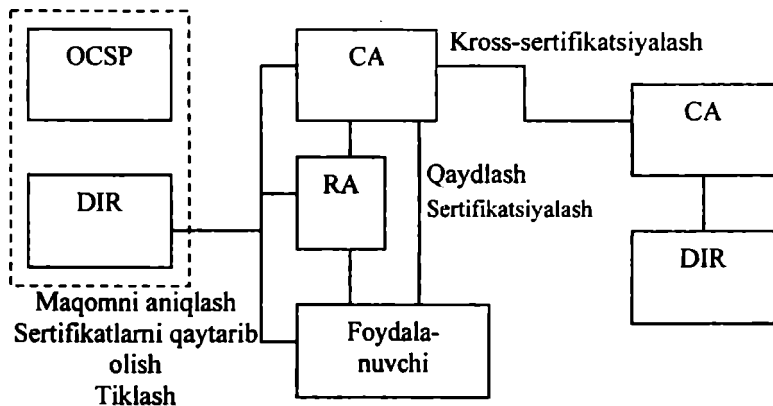 OCSP
DIR
Maqomni aniqlash
Sertifikatlarni qaytarib
olish
Tiklash
CA
RA
Foydala-
nuvchi
Qaydlash
Sertifikatsiyalash
Kross-sertifikatsiyalash
CA
DIR